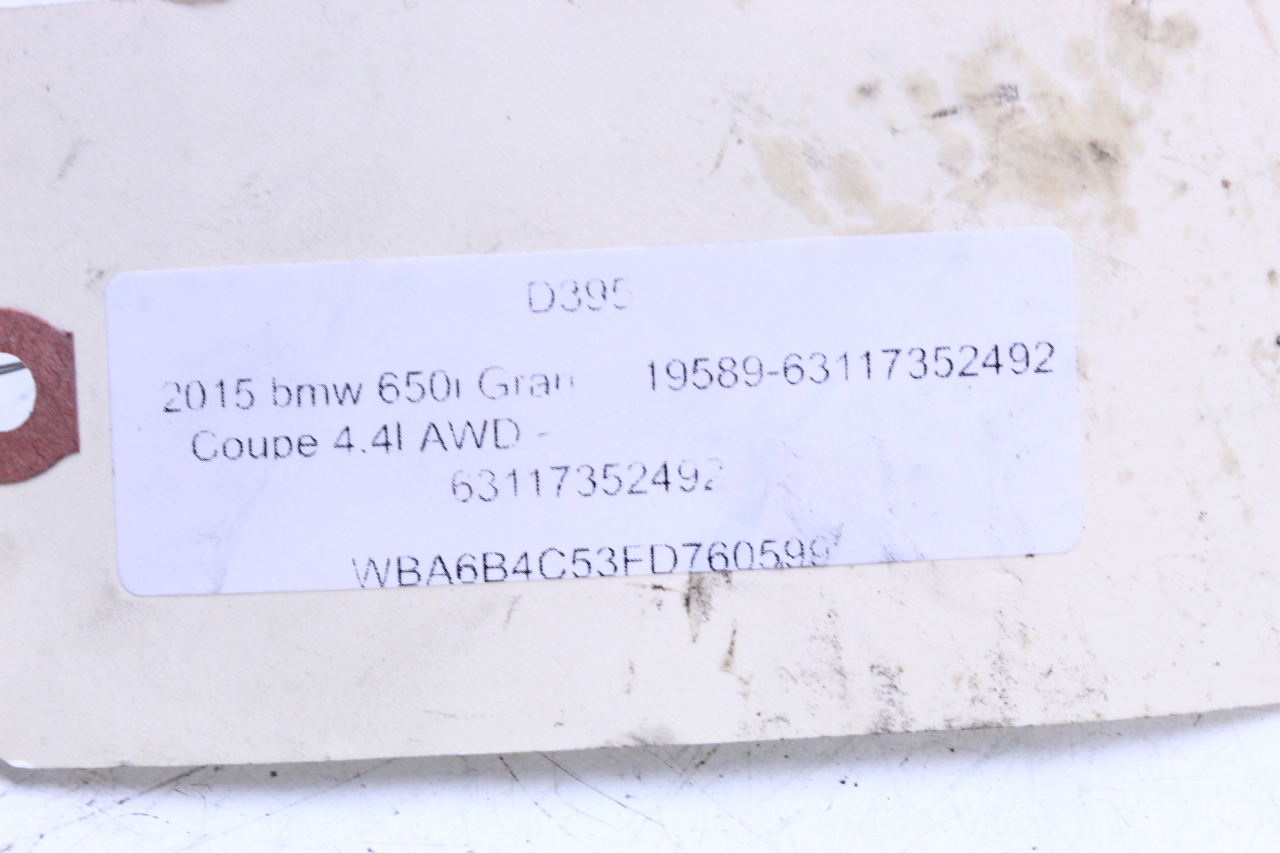 D395
2015 bmw 650i Gran 19589-63117352492
Coupe 4.4l AWD -
63117352492
WBA6B4C53FD760599